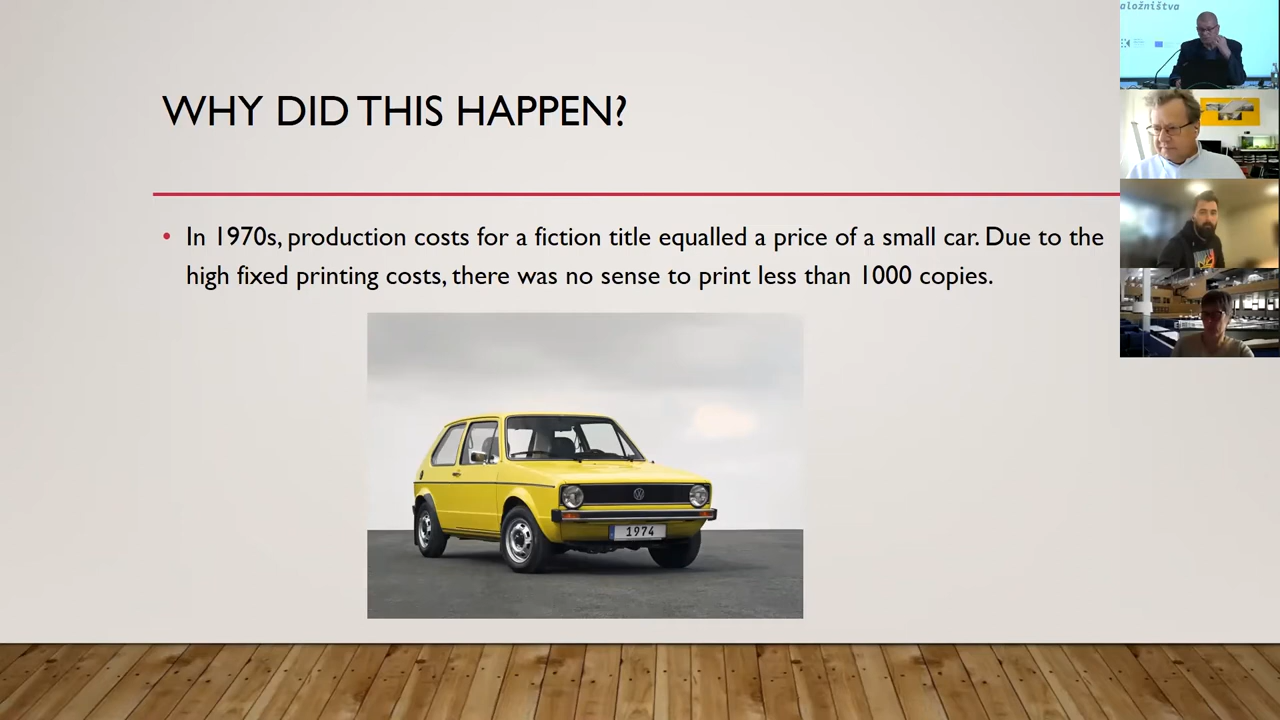 aložništva
WHY DID THIS HAPPEN?
• In 1970s, production costs for a fiction title equalled a price of a small car. Due to the
high fixed printing costs, there was no sense to print less than 1000 copies.
1974